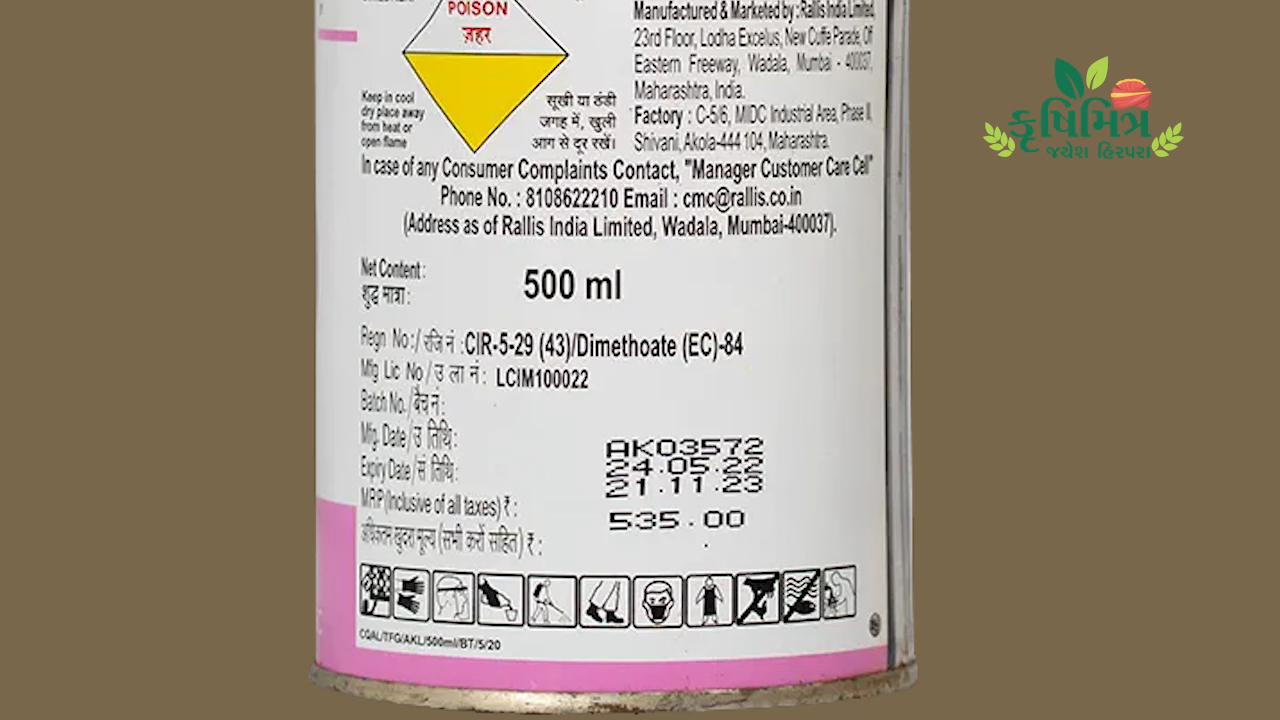 POISON
ज़हर
Keep in cool
dry place away
from heat or
open flame
सूखी या ठंडी
जगह में, खुली
आग से दूर रखें।
Manufactured & Marketed by : Rallis India Limited,
23rd Floor, Lodha Excelus, New Cuffe Parade, Off
Eastern Freeway, Wadala, Mumbai - 400037,
Maharashtra, India.
Factory : C-5/6, MIDC Industrial Area, Phase II,
Shivani, Akola-444 104, Maharashtra.
In case of any Consumer Complaints Contact, "Manager Customer Care Cell"
Phone No. : 8108622210 Email : cmc@rallis.co.in
(Address as of Rallis India Limited, Wadala, Mumbai-400037).
Net Content :
शुद्ध मात्रा :
500 ml
Regn No:/रजि नं :CIR-5-29 (43)/Dimethoate (EC)-84
Mfg Lic No/उ ला नं: LCIM100022
Batch No./बैच नं:
Mfg. Date/उ तिथि:
Expiry Date/सं तिथि:
MRP(Inclusive of all taxes) ₹ :
अधिकतम खुदरा मूल्य (सभी करों सहित) ₹ :
AK03572
24.05.22
21.11.23
535.00
CQAL/TFG/AKL/500ml/BT/5/20
કૃષિમિત્ર
જયેશ હિરપરા